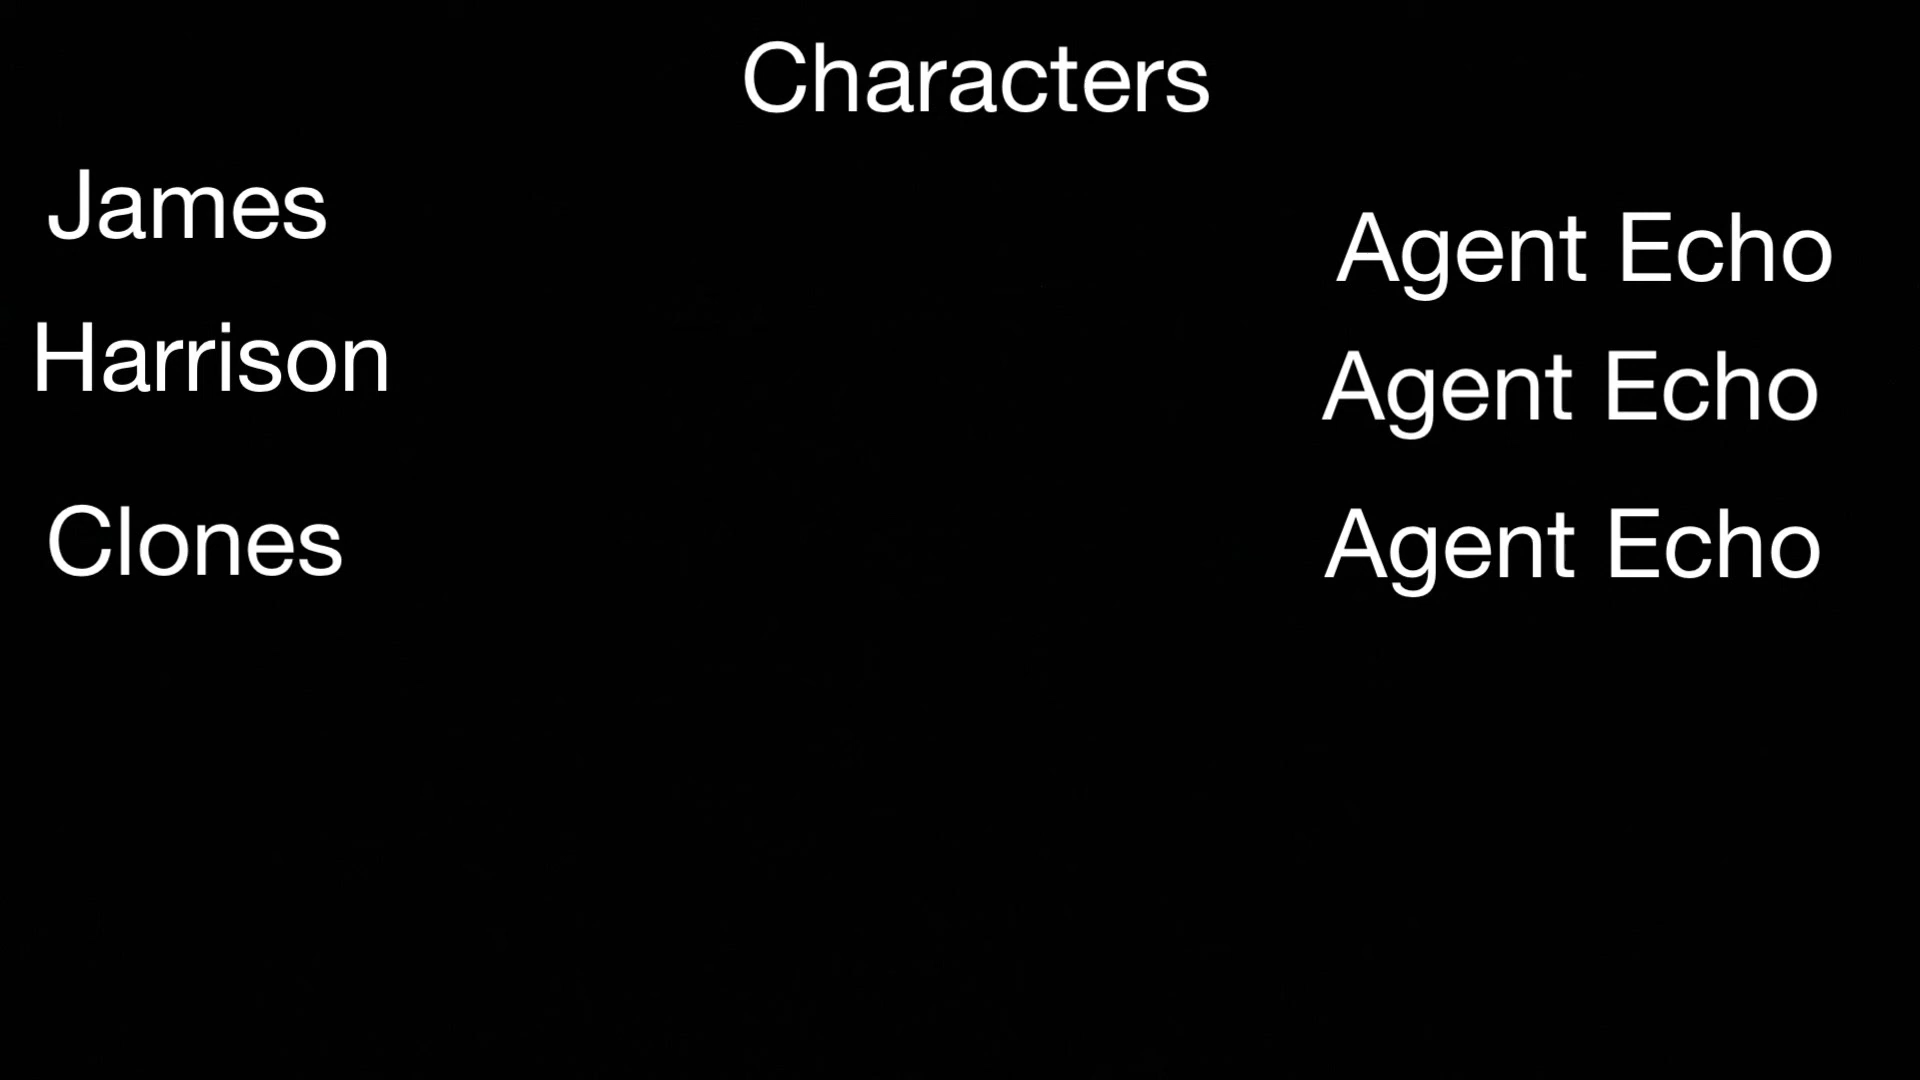 Characters
James
Agent Echo
Harrison
Agent Echo
Clones
Agent Echo